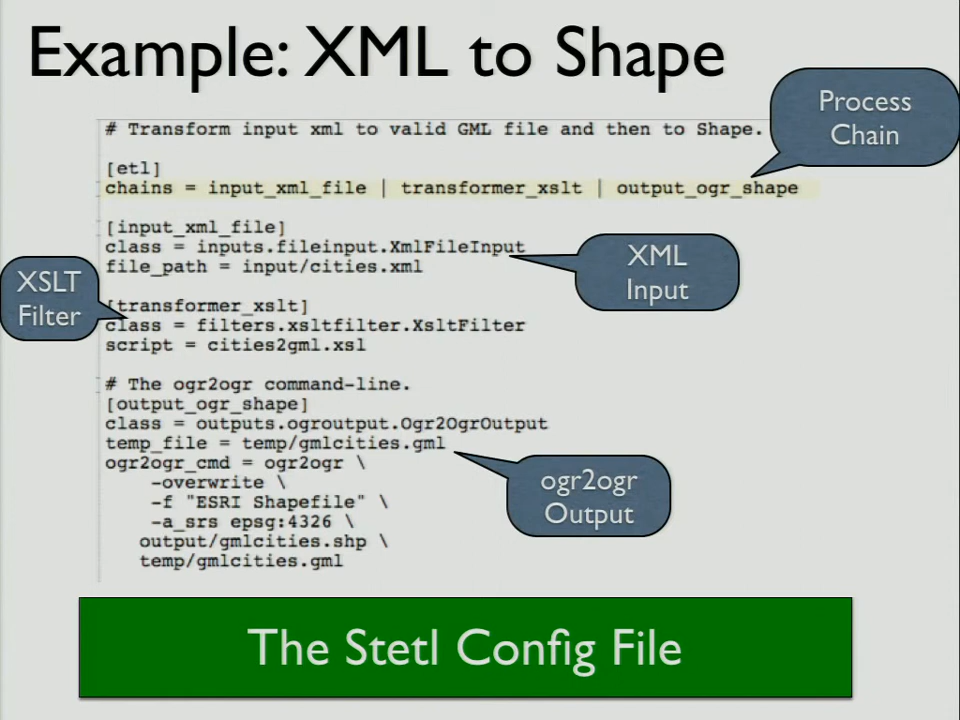 Example: XML to Shape
Process
Chain
# Transform input xml to valid GML file and then to Shape.
[etl]
chains = input_xml_file | transformer_xslt | output_ogr_shape
[input_xml_file]
class = inputs.fileinput.XmlFileInput
file_path = input/cities.xml
XML
Input
XSLT
Filter
[transformer_xslt]
class = filters.xsltfilter.XsltFilter
script = cities2gml.xsl
# The ogr2ogr command-line.
[output_ogr_shape]
class = outputs.ogroutput.Ogr2OgrOutput
temp_file = temp/gmlcities.gml
ogr2ogr_cmd = ogr2ogr \
-overwrite \
-f "ESRI Shapefile" \
-a_srs epsg:4326 \
output/gmlcities.shp \
temp/gmlcities.gml
ogr2ogr
Output
The Stetl Config File